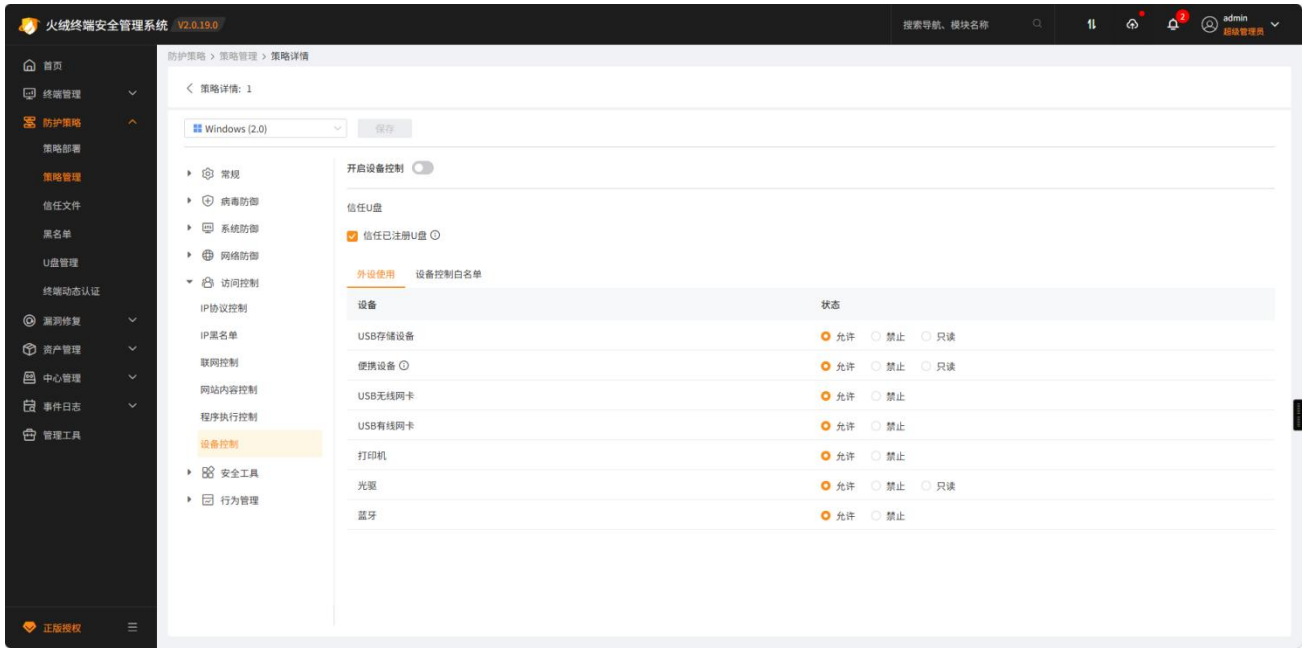 火绒终端安全管理系统 V2.0.19.0
搜索导航、模块名称
2
admin
超级管理员
首页
终端管理
防护策略
策略部署
策略管理
信任文件
黑名单
U盘管理
终端动态认证
漏洞修复
资产管理
中心管理
事件日志
管理工具
正版授权
防护策略 > 策略管理 > 策略详情
策略详情: 1
Windows (2.0)
保存
常规
病毒防御
系统防御
网络防御
访问控制
IP协议控制
IP黑名单
联网控制
网站内容控制
程序执行控制
设备控制
安全工具
行为管理
开启设备控制
信任U盘
信任已注册U盘
外设使用 设备控制白名单
设备 状态
USB存储设备 允许 禁止 只读
便携设备 允许 禁止 只读
USB无线网卡 允许 禁止
USB有线网卡 允许 禁止
打印机 允许 禁止
光驱 允许 禁止 只读
蓝牙 允许 禁止